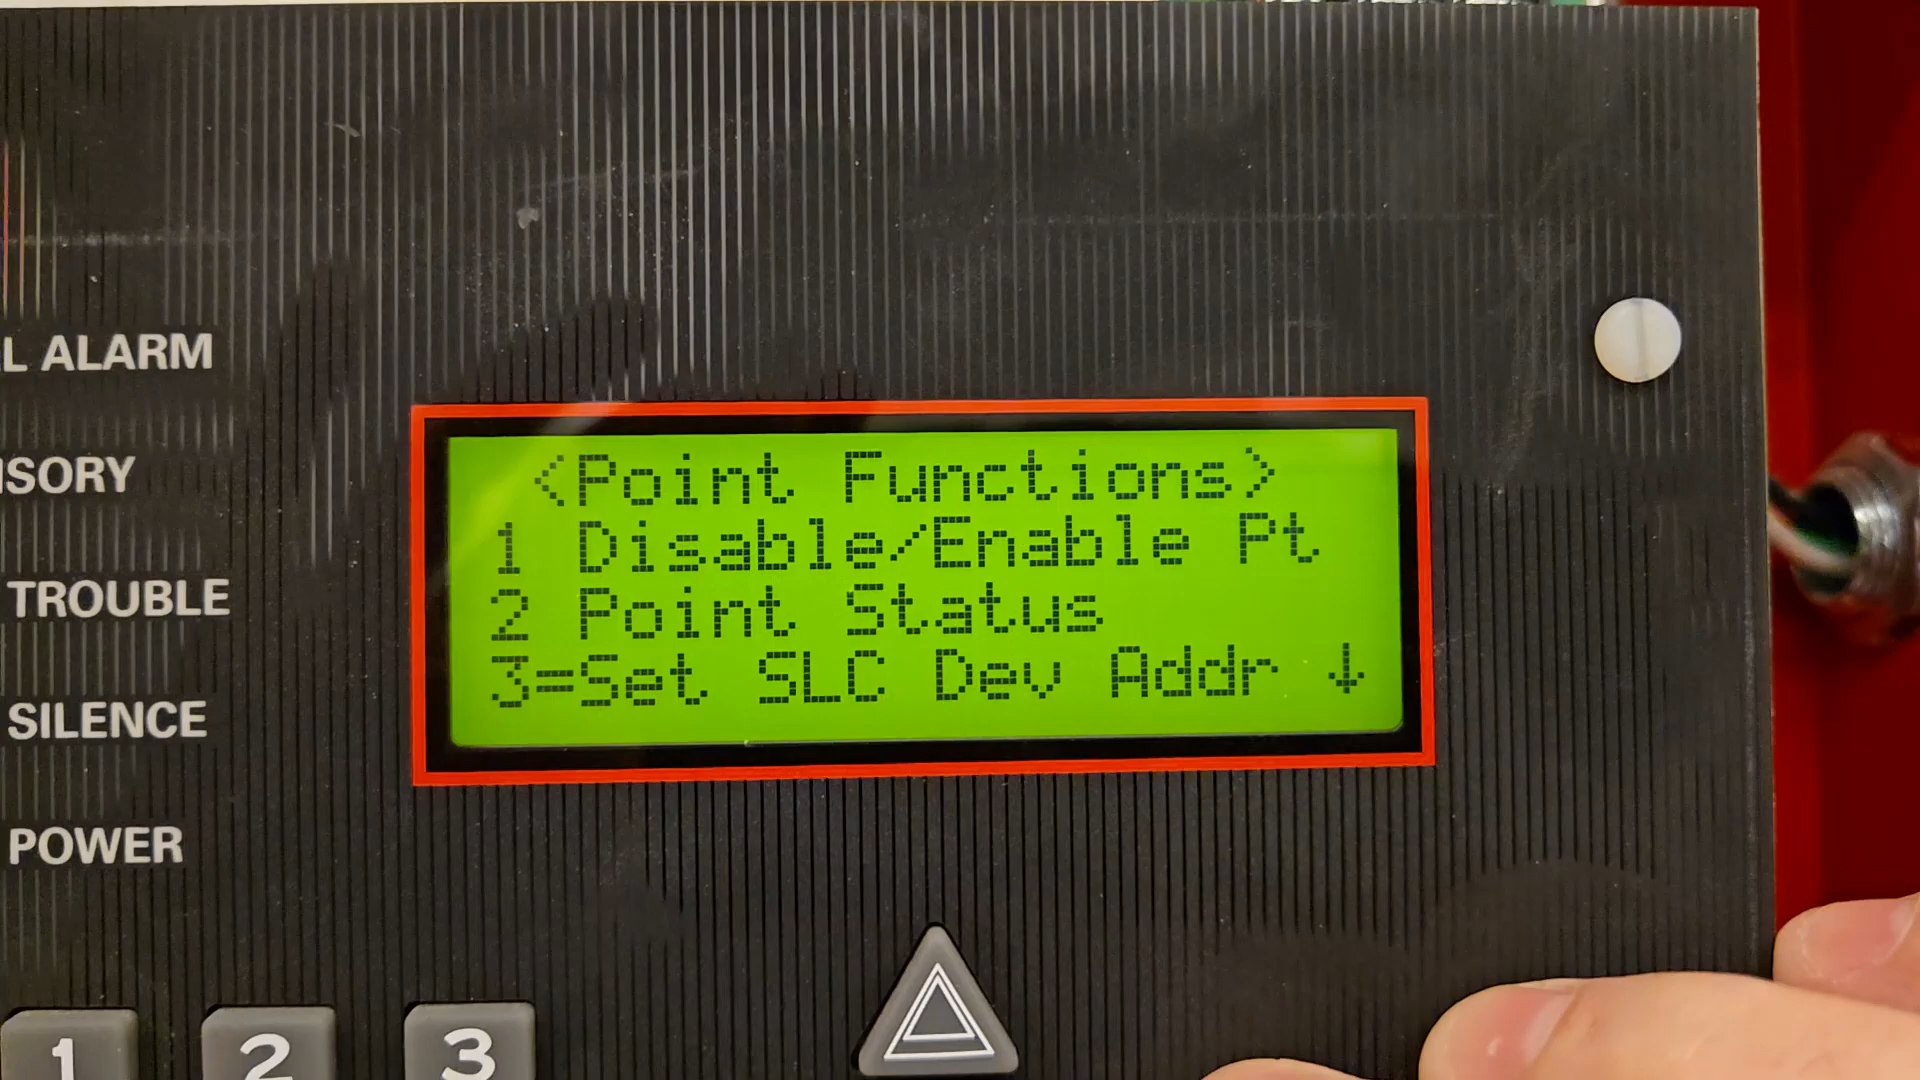 L ALARM
ISORY
TROUBLE
SILENCE
POWER
<Point Functions>
1 Disable/Enable Pt
2 Point Status
3=Set SLC Dev Addr ↓
1 2 3